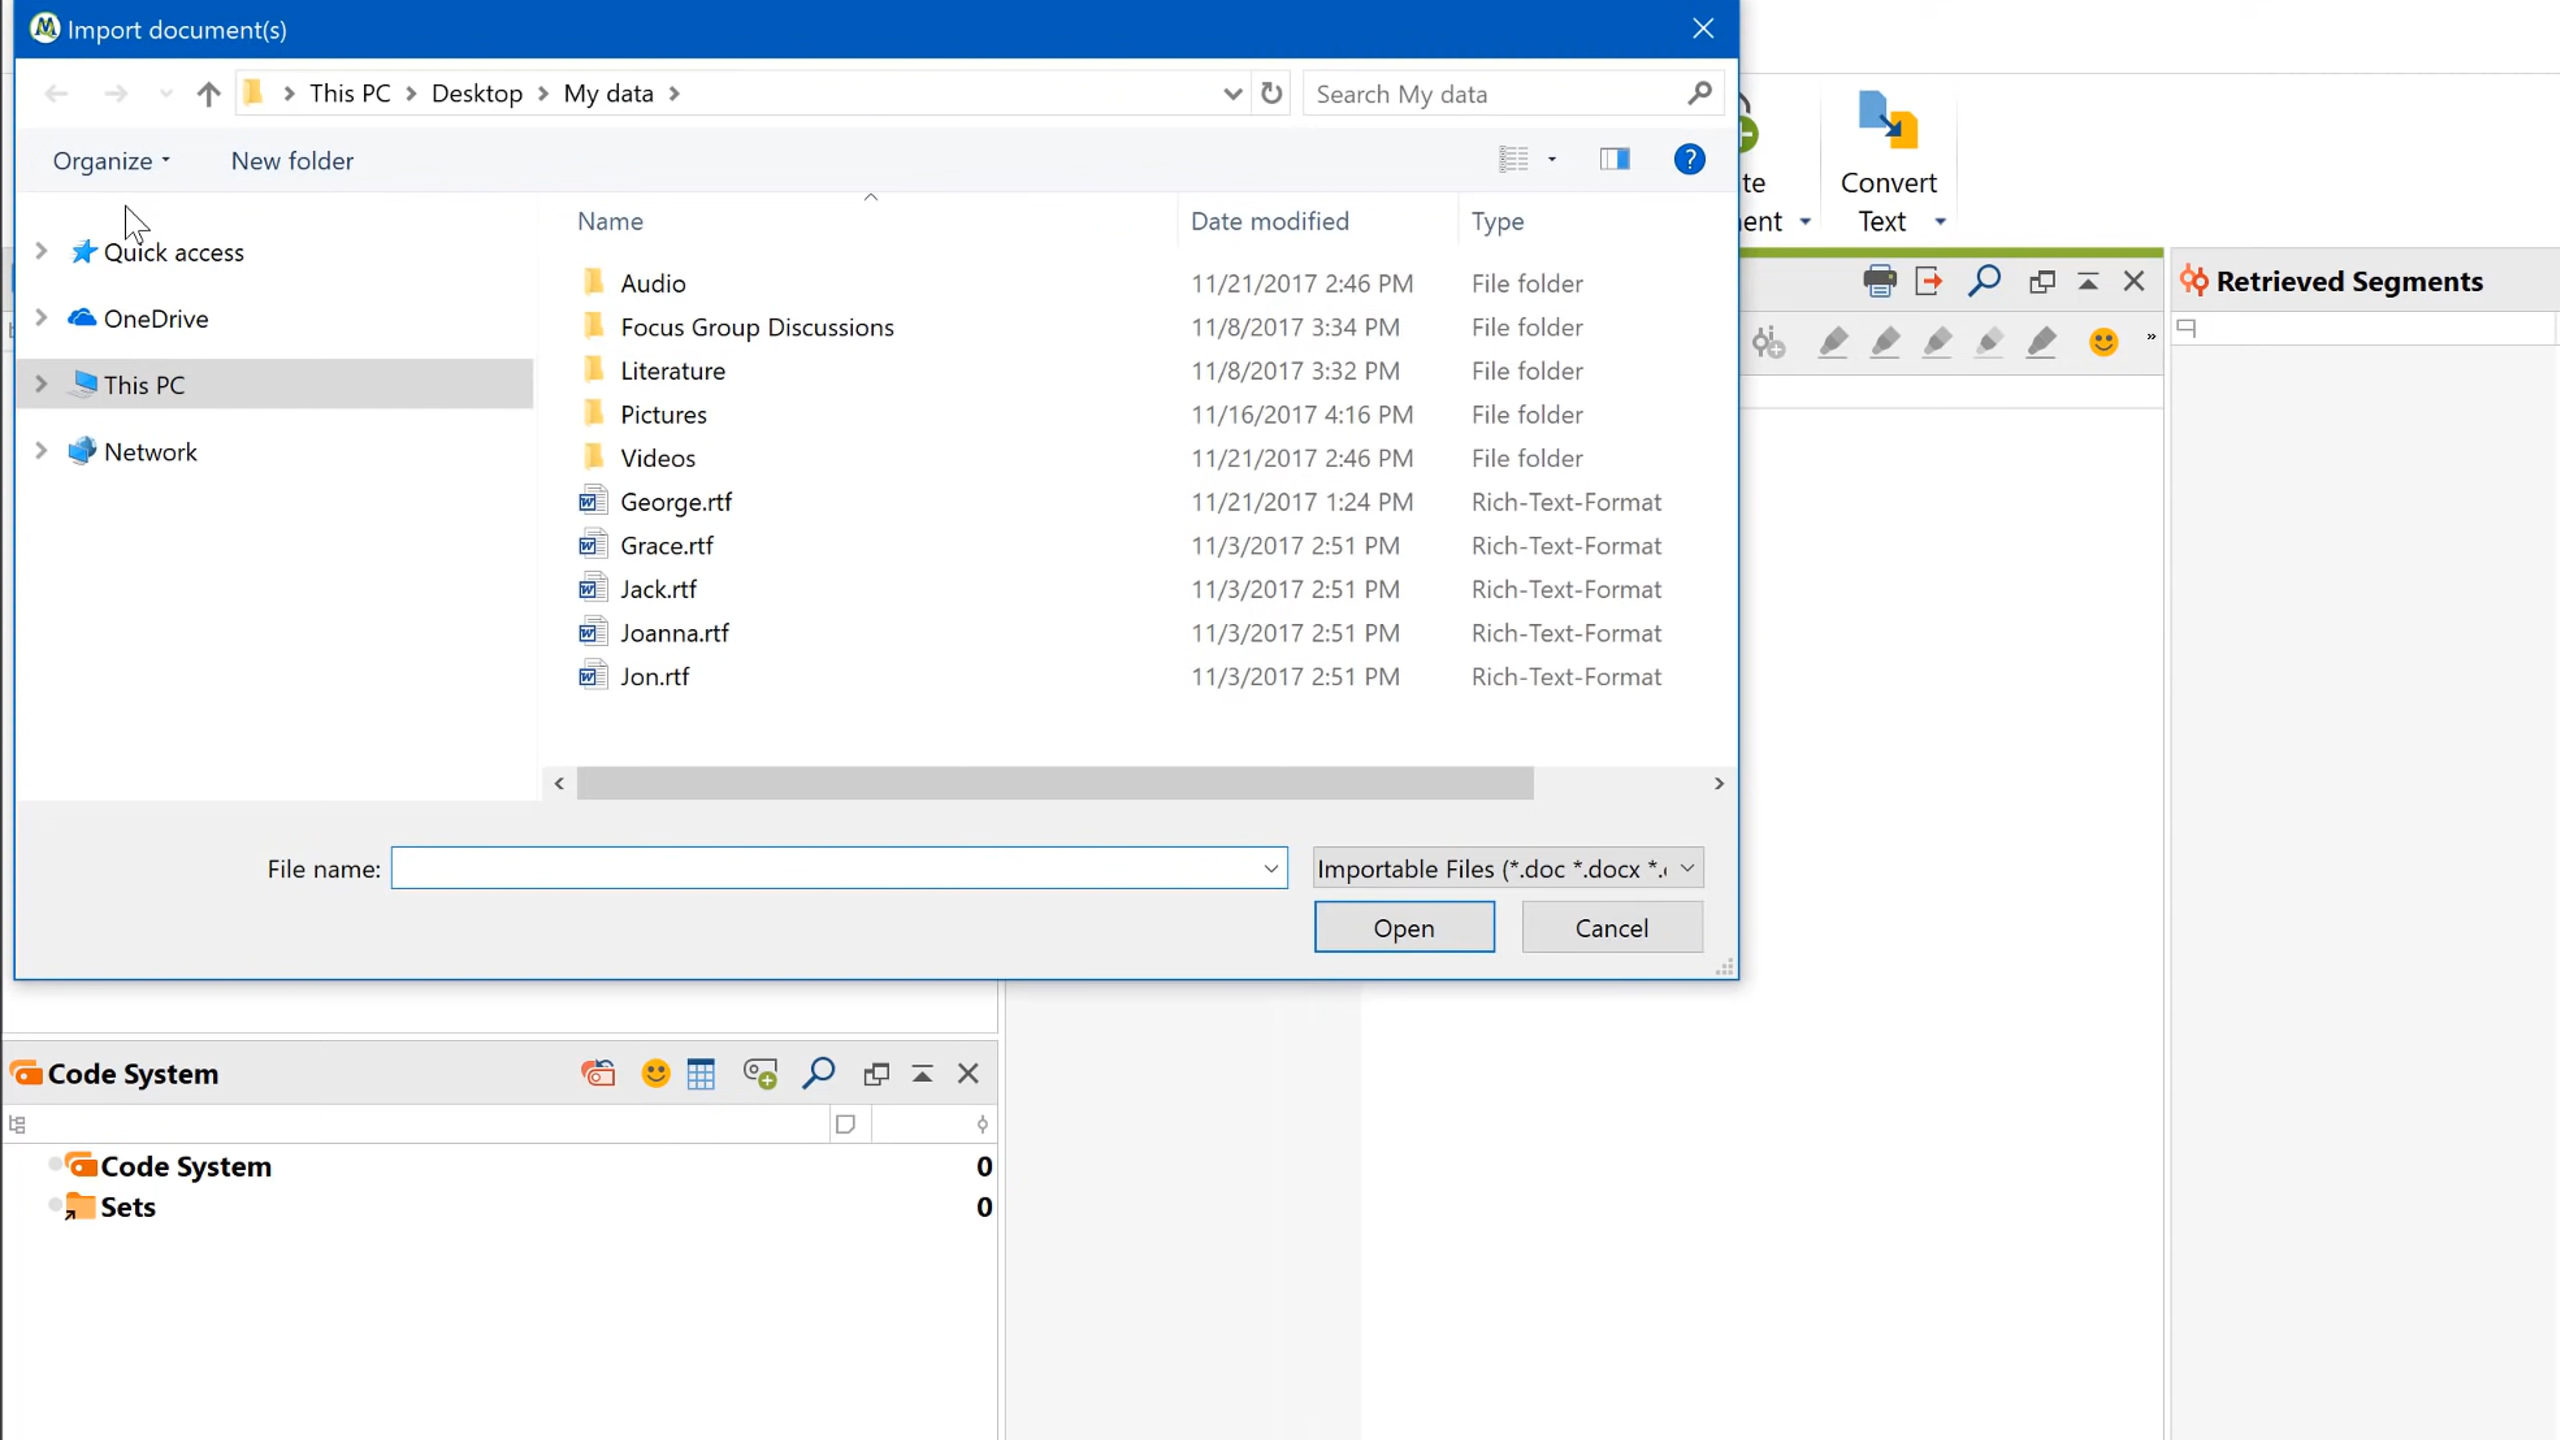 Import document(s)
This PC > Desktop > My data >
Search My data
Organize
New folder
te
Convert
ent
Text
Quick access
OneDrive
This PC
Network
Name
Date modified
Type
Audio 11/21/2017 2:46 PM File folder
Focus Group Discussions 11/8/2017 3:34 PM File folder
Literature 11/8/2017 3:32 PM File folder
Pictures 11/16/2017 4:16 PM File folder
Videos 11/21/2017 2:46 PM File folder
George.rtf 11/21/2017 1:24 PM Rich-Text-Format
Grace.rtf 11/3/2017 2:51 PM Rich-Text-Format
Jack.rtf 11/3/2017 2:51 PM Rich-Text-Format
Joanna.rtf 11/3/2017 2:51 PM Rich-Text-Format
Jon.rtf 11/3/2017 2:51 PM Rich-Text-Format
Retrieved Segments
File name:
Importable Files (*.doc *.docx *.
Open
Cancel
Code System
Code System 0
Sets 0